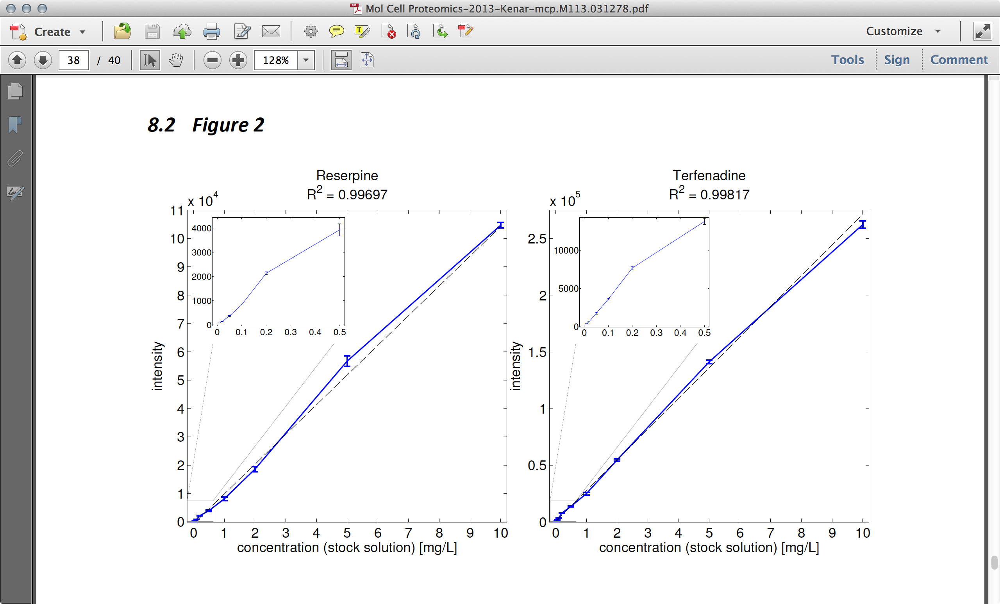 Mol Cell Proteomics-2013-Kenar-mcp.M113.031278.pdf
Create
Customize
38 / 40
128%
Tools Sign Comment
8.2 Figure 2
Reserpine
R² = 0.99697
x 10⁴
11
10
9
8
7
6
5
4
3
2
1
0
intensity
4000
3000
2000
1000
0
0 0.1 0.2 0.3 0.4 0.5
0 1 2 3 4 5 6 7 8 9 10
concentration (stock solution) [mg/L]
Terfenadine
R² = 0.99817
x 10⁵
2.5
2
1.5
1
0.5
0
intensity
10000
5000
0
0 0.1 0.2 0.3 0.4 0.5
0 1 2 3 4 5 6 7 8 9 10
concentration (stock solution) [mg/L]